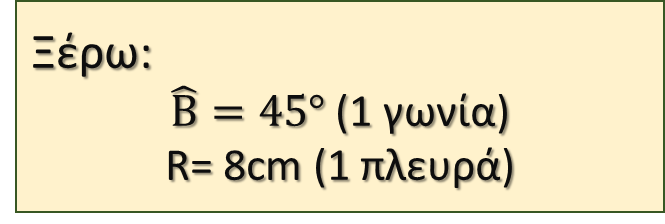 Ξέρω:
B̂ = 45° (1 γωνία)
R= 8cm (1 πλευρά)